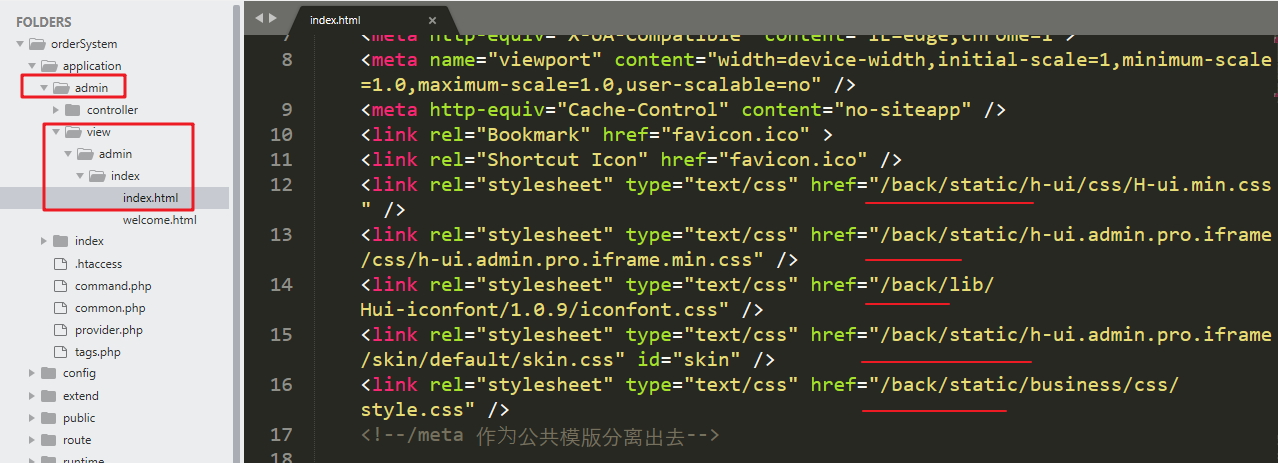 FOLDERS
orderSystem
application
admin
controller
view
admin
index
index.html
welcome.html
index
.htaccess
command.php
common.php
provider.php
tags.php
config
extend
public
route
runtime
index.html ×
7 <meta http-equiv="X-UA-Compatible" content="IE=edge,chrome=1">
8 <meta name="viewport" content="width=device-width,initial-scale=1,minimum-scale
=1.0,maximum-scale=1.0,user-scalable=no" />
9 <meta http-equiv="Cache-Control" content="no-siteapp" />
10 <link rel="Bookmark" href="favicon.ico" >
11 <link rel="Shortcut Icon" href="favicon.ico" />
12 <link rel="stylesheet" type="text/css" href="/back/static/h-ui/css/H-ui.min.css
" />
13 <link rel="stylesheet" type="text/css" href="/back/static/h-ui.admin.pro.iframe
/css/h-ui.admin.pro.iframe.min.css" />
14 <link rel="stylesheet" type="text/css" href="/back/lib/
Hui-iconfont/1.0.9/iconfont.css" />
15 <link rel="stylesheet" type="text/css" href="/back/static/h-ui.admin.pro.iframe
/skin/default/skin.css" id="skin" />
16 <link rel="stylesheet" type="text/css" href="/back/static/business/css/
style.css" />
17 <!--/meta 作为公共模版分离出去-->
18